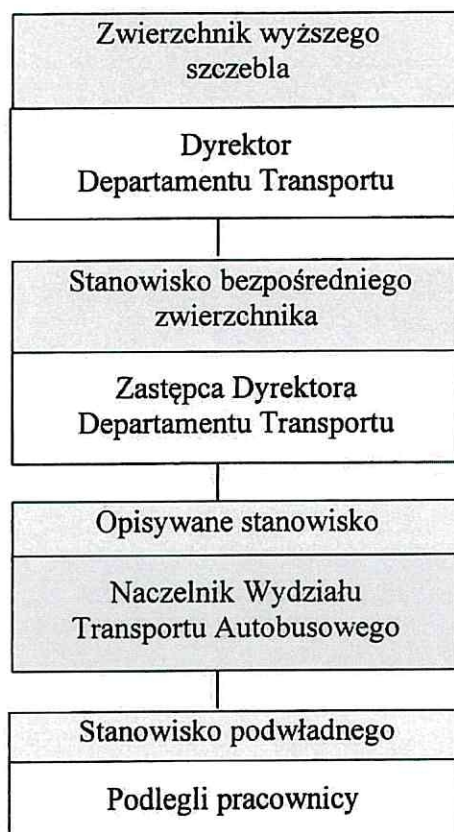 Zwierzchnik wyższego
szczebla
Dyrektor
Departamentu Transportu
Stanowisko bezpośredniego
zwierzchnika
Zastępca Dyrektora
Departamentu Transportu
Opisywane stanowisko
Naczelnik Wydziału
Transportu Autobusowego
Stanowisko podwładnego
Podlegli pracownicy